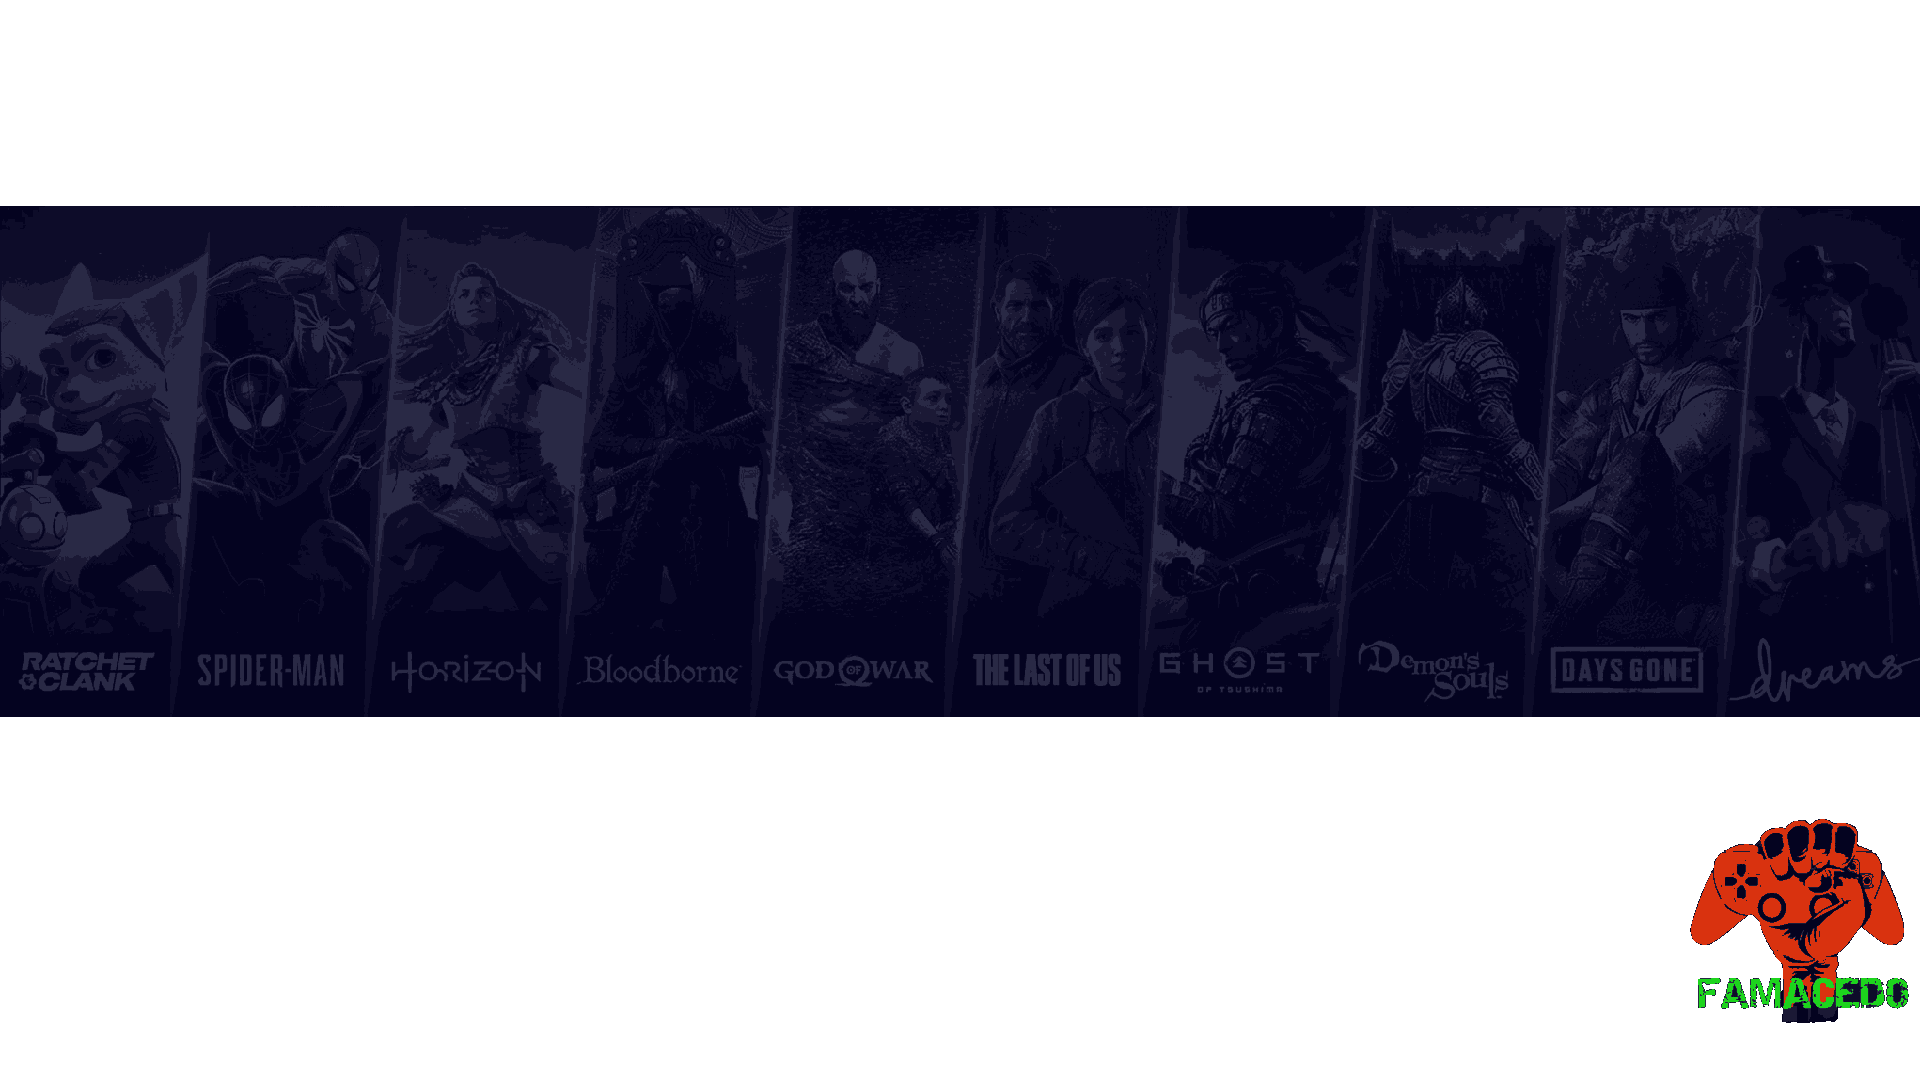 RATCHET
& CLANK
SPIDER-MAN
HORIZON
Bloodborne
GOD OF WAR
THE LAST OF US
GHOST
OF TSUSHIMA
Demon's
Souls
DAYS GONE
dreams
FAMACEDO